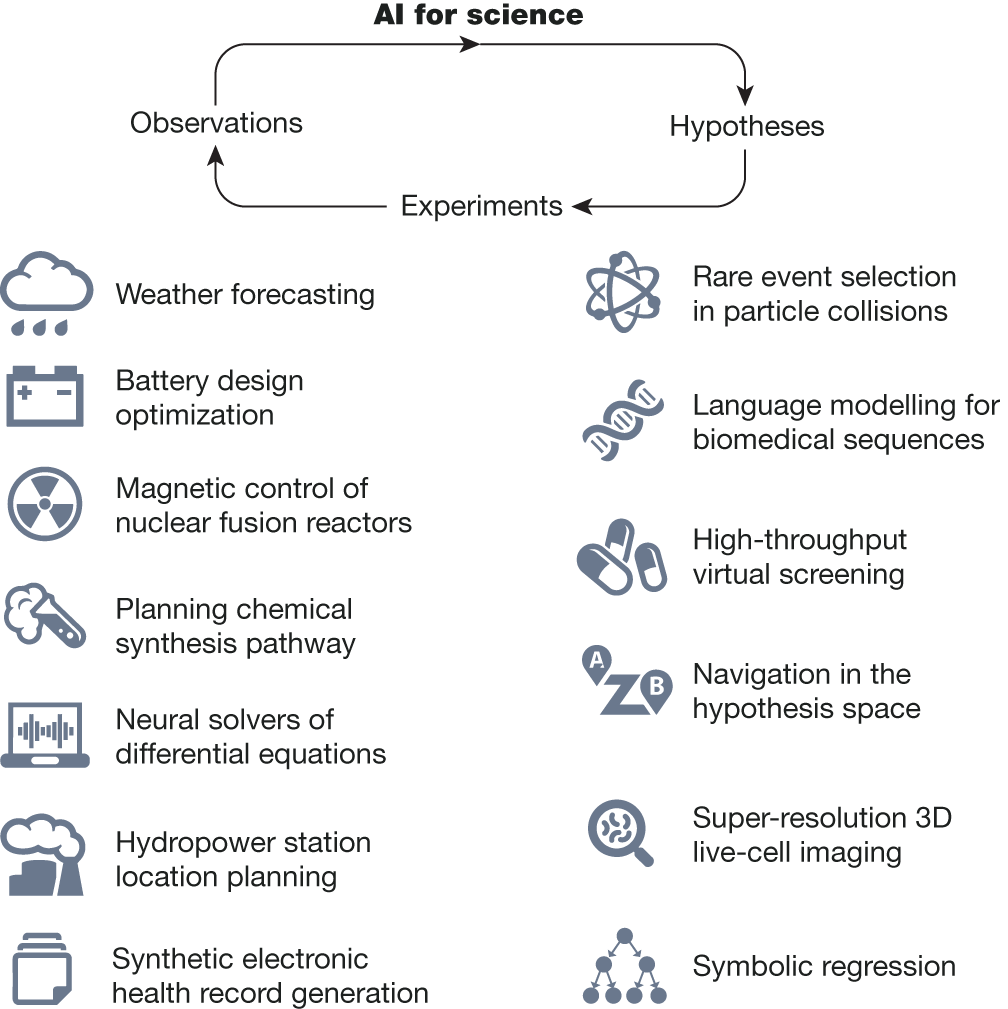 AI for science
Observations
Hypotheses
Experiments
Weather forecasting
Battery design
optimization
Magnetic control of
nuclear fusion reactors
Planning chemical
synthesis pathway
Neural solvers of
differential equations
Hydropower station
location planning
Synthetic electronic
health record generation
Rare event selection
in particle collisions
Language modelling for
biomedical sequences
High-throughput
virtual screening
A
B
Navigation in the
hypothesis space
Super-resolution 3D
live-cell imaging
Symbolic regression